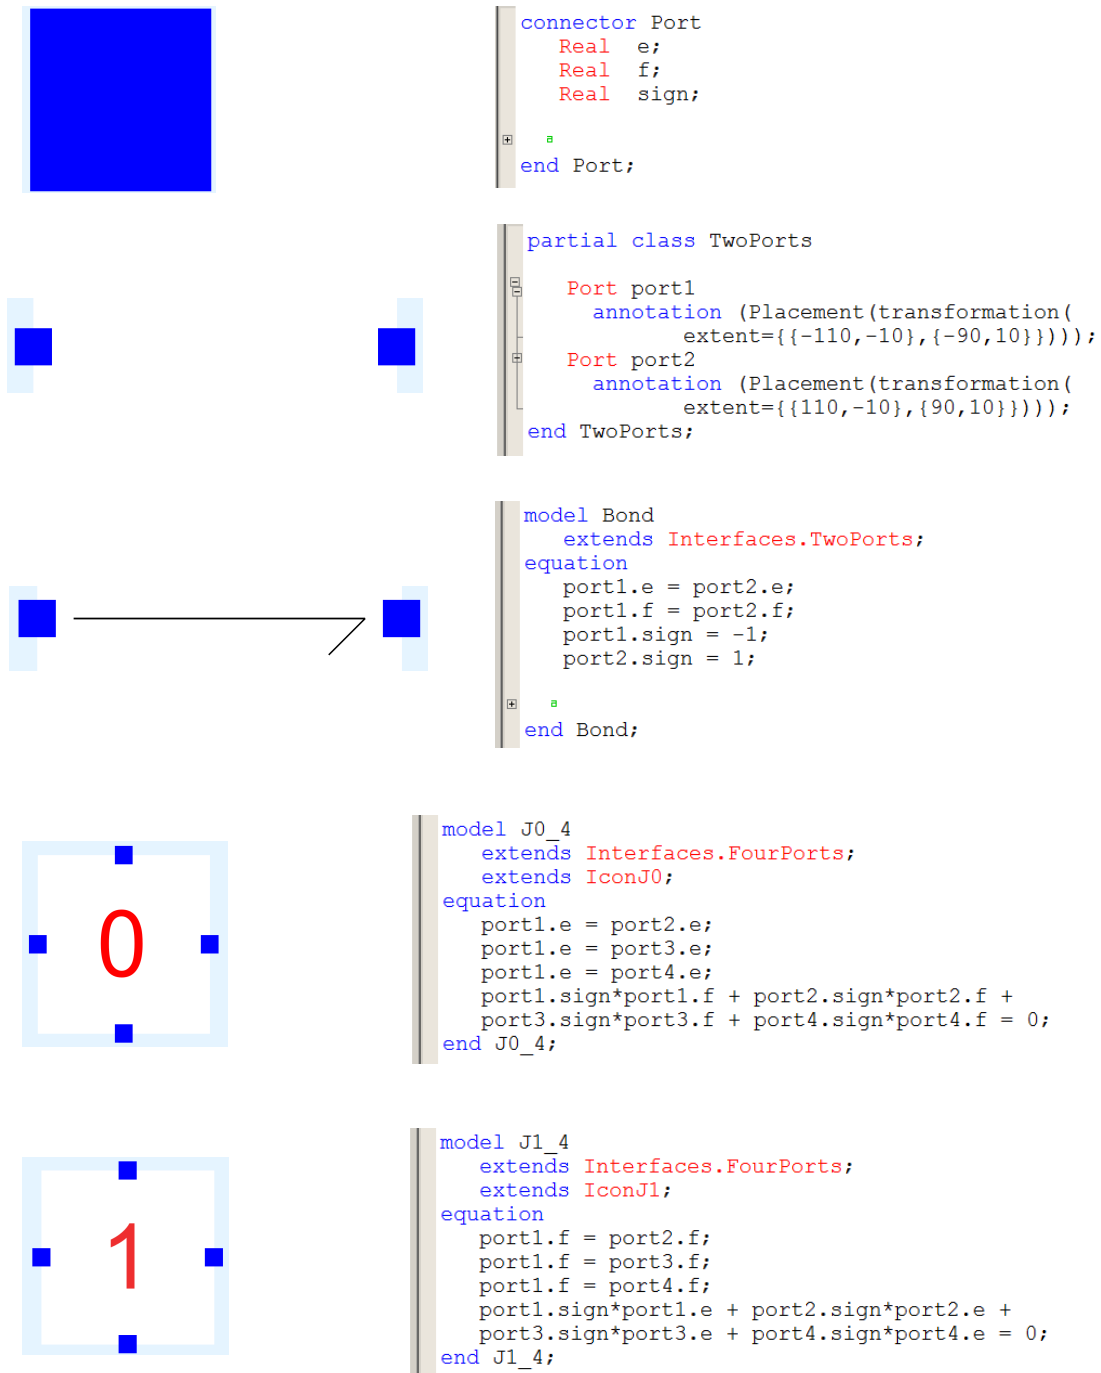 connector Port
Real e;
Real f;
Real sign;
a
end Port;
partial class TwoPorts
Port port1
annotation (Placement(transformation(
extent={{-110,-10},{-90,10}})));
Port port2
annotation (Placement(transformation(
extent={{110,-10},{90,10}})));
end TwoPorts;
model Bond
extends Interfaces.TwoPorts;
equation
port1.e = port2.e;
port1.f = port2.f;
port1.sign = -1;
port2.sign = 1;
a
end Bond;
0
model J0_4
extends Interfaces.FourPorts;
extends IconJ0;
equation
port1.e = port2.e;
port1.e = port3.e;
port1.e = port4.e;
port1.sign*port1.f + port2.sign*port2.f +
port3.sign*port3.f + port4.sign*port4.f = 0;
end J0_4;
1
model J1_4
extends Interfaces.FourPorts;
extends IconJ1;
equation
port1.f = port2.f;
port1.f = port3.f;
port1.f = port4.f;
port1.sign*port1.e + port2.sign*port2.e +
port3.sign*port3.e + port4.sign*port4.e = 0;
end J1_4;